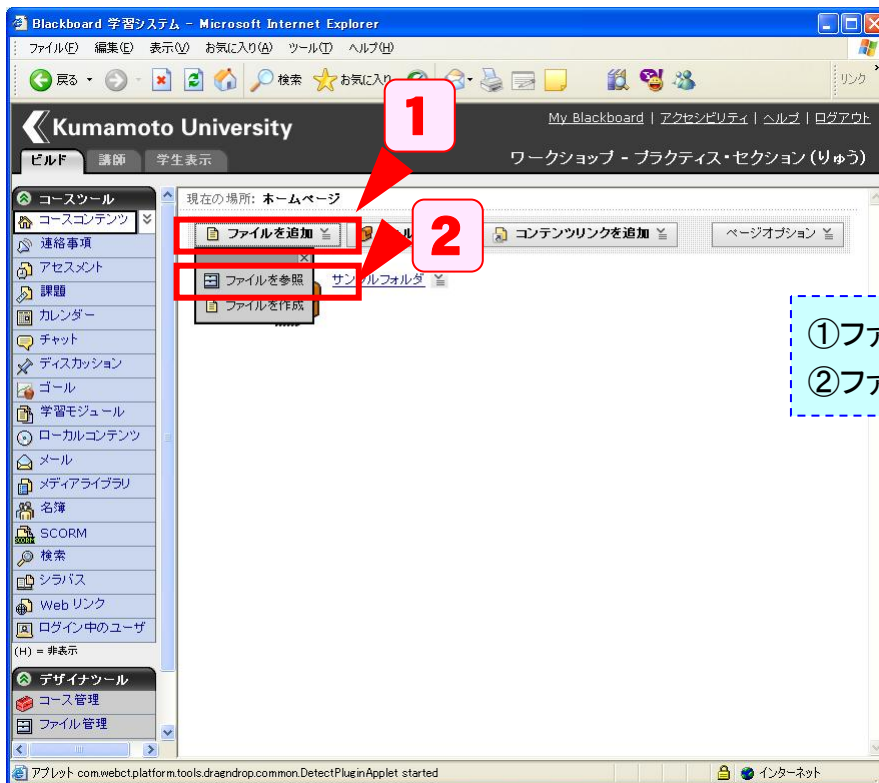 Blackboard 学習システム - Microsoft Internet Explorer
ファイル(F) 編集(E) 表示(V) お気に入り(A) ツール(T) ヘルプ(H)
戻る 検索 お気に入り リンク
Kumamoto University
My Blackboard | アクセシビリティ | ヘルプ | ログアウト
ビルド 講師 学生表示
ワークショップ - プラクティス・セクション (りゅう)
1
コースツール
現在の場所: ホームページ
コースコンテンツ
ファイルを追加
2
コンテンツリンクを追加
ページオプション
連絡事項
アセスメント
ファイルを参照
サンプルフォルダ
課題
ファイルを作成
カレンダー
チャット
①ファ
ディスカッション
②ファ
ゴール
学習モジュール
ローカルコンテンツ
メール
メディアライブラリ
名簿
SCORM
検索
シラバス
Web リンク
ログイン中のユーザ
(H) = 非表示
デザイナツール
コース管理
ファイル管理
アプレット com.webct.platform.tools.dragndrop.common.DetectPluginApplet started
インターネット